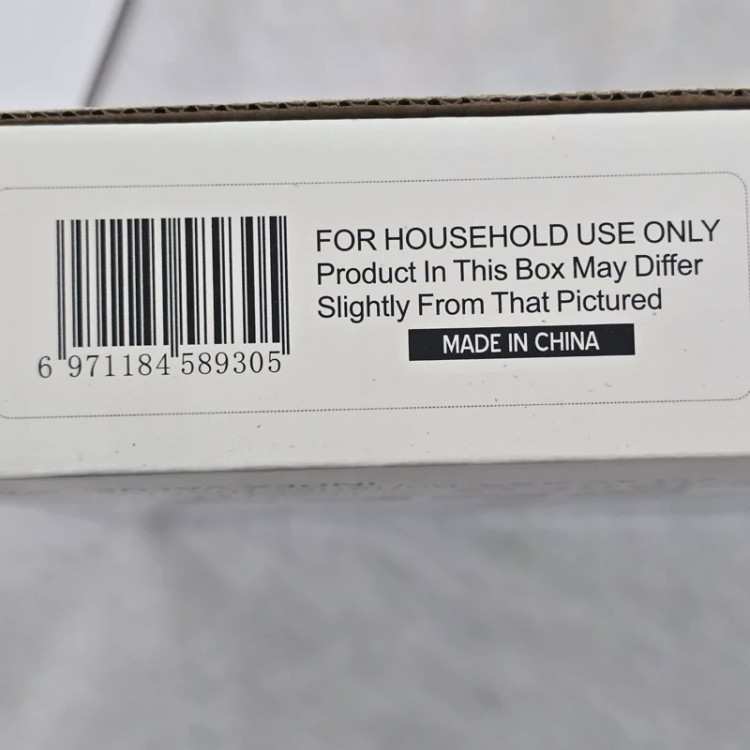 FOR HOUSEHOLD USE ONLY
Product In This Box May Differ
Slightly From That Pictured
MADE IN CHINA
6 971184 589305